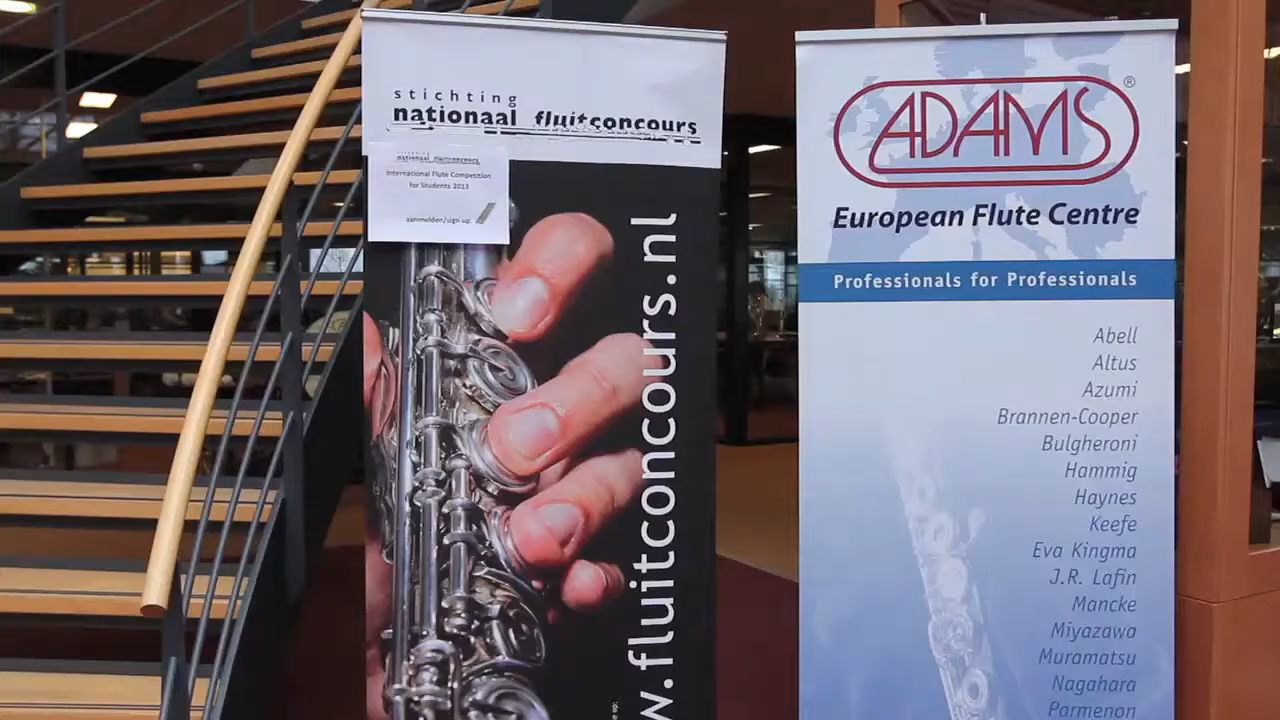 stichting
nationaal fluitconcours
nationaal fluitconcours
International Flute Competition
for Students 2013
aanmelden/sign up
w.fluitconcours.nl
ADAMS®
European Flute Centre
Professionals for Professionals
Abell
Altus
Azumi
Brannen-Cooper
Bulgheroni
Hammig
Haynes
Keefe
Eva Kingma
J.R. Lafin
Mancke
Miyazawa
Muramatsu
Nagahara
Parmenon